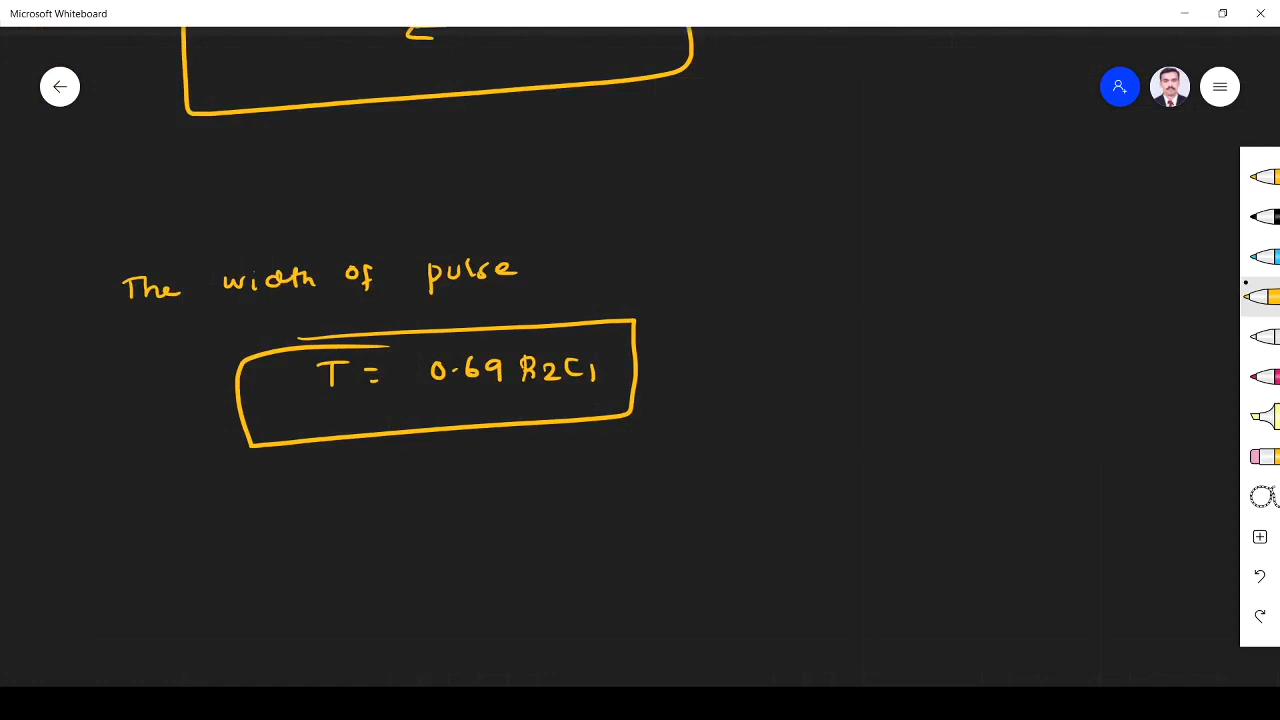 Microsoft Whiteboard
The width of pulse
T = 0.69 R2C1